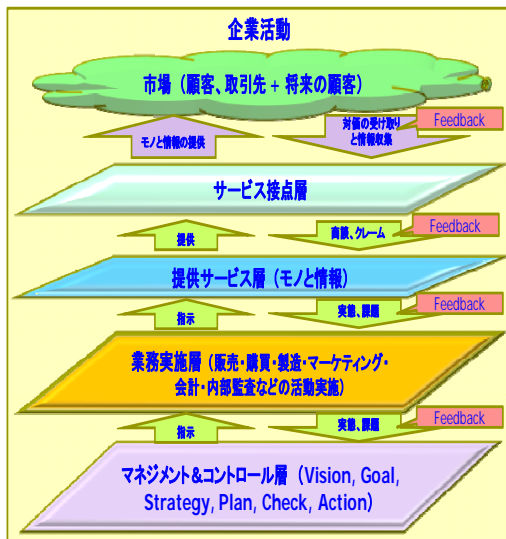 企業活動
市場（顧客、取引先 + 将来の顧客）
モノと情報の提供
対価の受け取り
と情報収集
Feedback
サービス接点層
提供
商談、クレーム
Feedback
提供サービス層（モノと情報）
指示
実態、課題
Feedback
業務実施層（販売・購買・製造・マーケティング・
会計・内部監査などの活動実施）
指示
実態、課題
Feedback
マネジメント＆コントロール層（Vision, Goal,
Strategy, Plan, Check, Action）